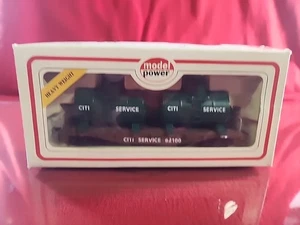 model
power
HEAVY WEIGHT
CITI SERVICE CITI SERVICE
CITI SERVICE 62100